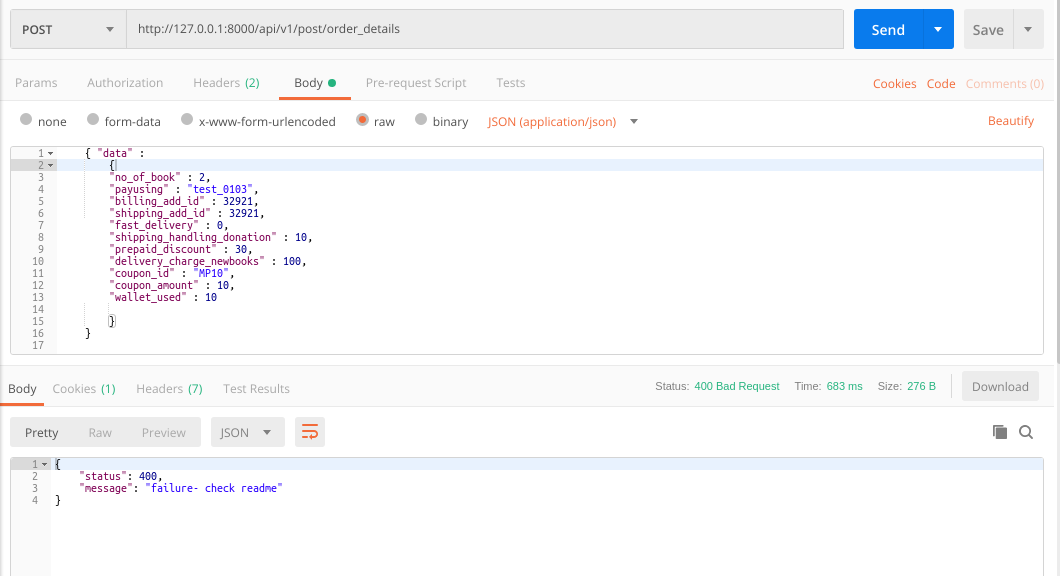 POST http://127.0.0.1:8000/api/v1/post/order_details Send Save
Params Authorization Headers (2) Body Pre-request Script Tests Cookies Code Comments (0)
none form-data x-www-form-urlencoded raw binary JSON (application/json) Beautify
1 { "data" :
2 {
3 "no_of_book" : 2,
4 "payusing" : "test_0103",
5 "billing_add_id" : 32921,
6 "shipping_add_id" : 32921,
7 "fast_delivery" : 0,
8 "shipping_handling_donation" : 10,
9 "prepaid_discount" : 30,
10 "delivery_charge_newbooks" : 100,
11 "coupon_id" : "MP10",
12 "coupon_amount" : 10,
13 "wallet_used" : 10
14
15 }
16 }
17
Body Cookies (1) Headers (7) Test Results Status: 400 Bad Request Time: 683 ms Size: 276 B Download
Pretty Raw Preview JSON
1 {
2 "status": 400,
3 "message": "failure- check readme"
4 }